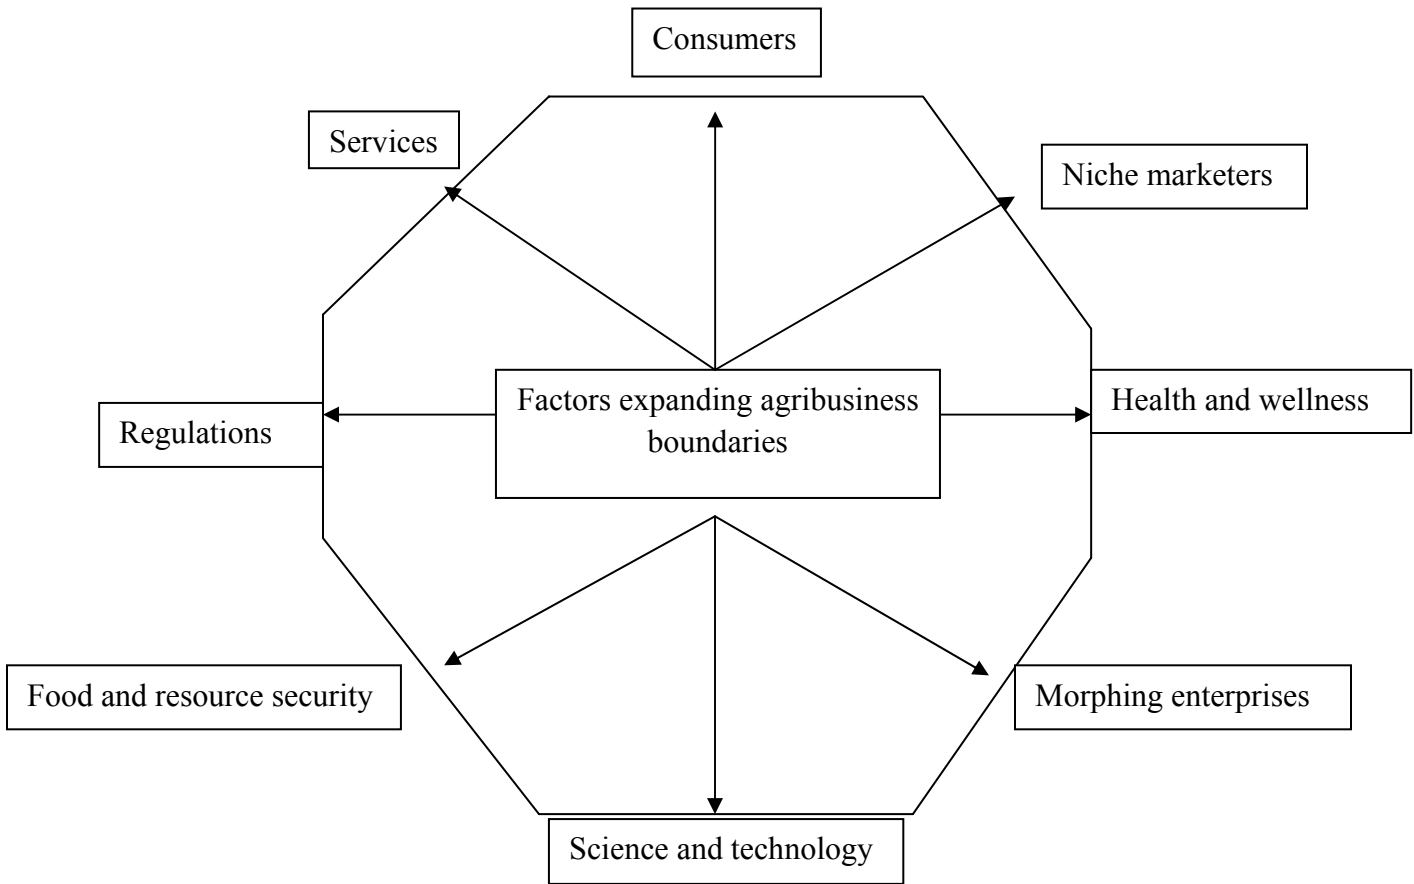 Consumers
Services
Niche marketers
Factors expanding agribusiness
boundaries
Health and wellness
Regulations
Food and resource security
Morphing enterprises
Science and technology